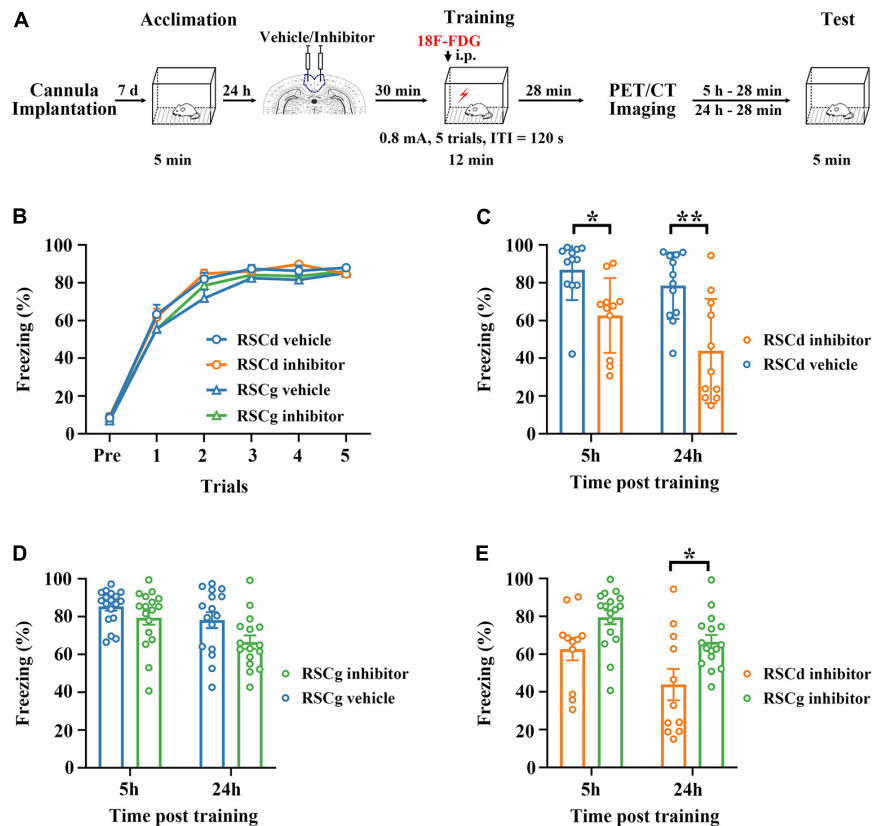 A
Acclimation
Training
Test
Vehicle/Inhibitor
18F-FDG
i.p.
Cannula
Implantation
7 d
24 h
30 min
28 min
PET/CT
Imaging
5 h - 28 min
24 h - 28 min
0.8 mA, 5 trials, ITI = 120 s
5 min
12 min
5 min
B
Freezing (%)
100
80
60
40
20
0
RSCd vehicle
RSCd inhibitor
RSCg vehicle
RSCg inhibitor
Pre 1 2 3 4 5
Trials
C
Freezing (%)
100
80
60
40
20
0
*
**
RSCd inhibitor
RSCd vehicle
5h 24h
Time post training
D
Freezing (%)
100
80
60
40
20
0
RSCg inhibitor
RSCg vehicle
5h 24h
Time post training
E
Freezing (%)
100
80
60
40
20
0
*
RSCd inhibitor
RSCg inhibitor
5h 24h
Time post training